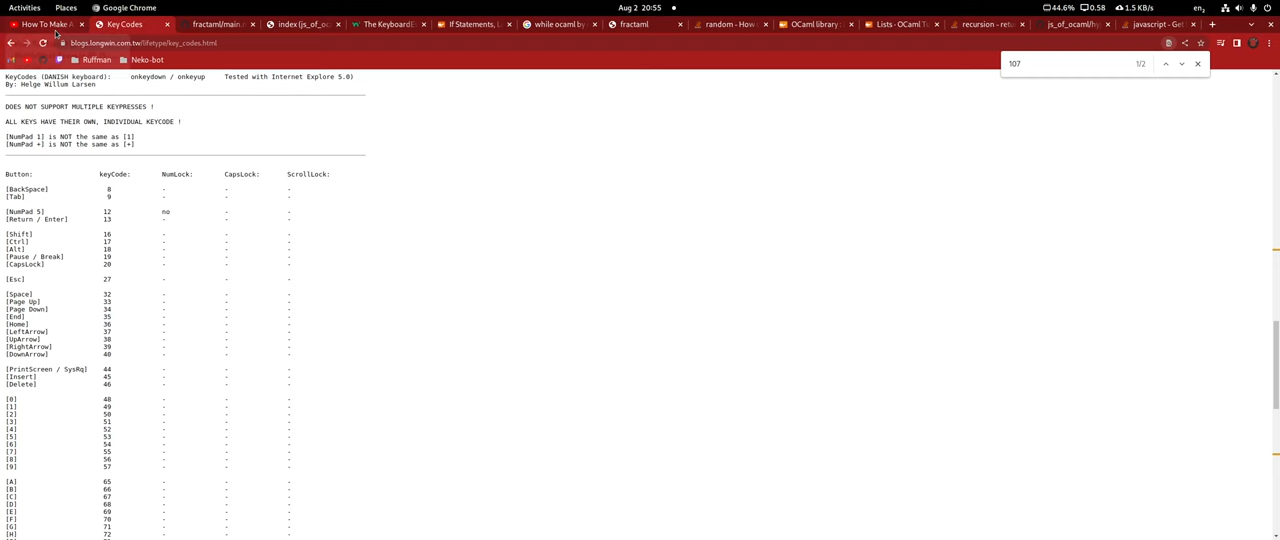 Activities Places Google Chrome Aug 2 20:55 44.6% 0.58 1.5 KB/s en₂
How To Make A Key Codes fractaml/main.m index (js_of_oca The KeyboardE If Statements, L while ocaml by fractaml random - How OCaml library : Lists - OCaml Tu recursion - retu js_of_ocaml/hy javascript - Get
blogs.longwin.com.tw/lifetype/key_codes.html
Ruffman Neko-bot
107 1/2
KeyCodes (DANISH keyboard): onkeydown / onkeyup Tested with Internet Explore 5.0)
By: Helge Willum Larsen
DOES NOT SUPPORT MULTIPLE KEYPRESSES !
ALL KEYS HAVE THEIR OWN, INDIVIDUAL KEYCODE !
[NumPad 1] is NOT the same as [1]
[NumPad +] is NOT the same as [+]
Button: keyCode: NumLock: CapsLock: ScrollLock:
[BackSpace] 8 - - -
[Tab] 9 - - -
[NumPad 5] 12 no - -
[Return / Enter] 13 - - -
[Shift] 16 - - -
[Ctrl] 17 - - -
[Alt] 18 - - -
[Pause / Break] 19 - - -
[CapsLock] 20 - - -
[Esc] 27 - - -
[Space] 32 - - -
[Page Up] 33 - - -
[Page Down] 34 - - -
[End] 35 - - -
[Home] 36 - - -
[LeftArrow] 37 - - -
[UpArrow] 38 - - -
[RightArrow] 39 - - -
[DownArrow] 40 - - -
[PrintScreen / SysRq] 44 - - -
[Insert] 45 - - -
[Delete] 46 - - -
[0] 48 - - -
[1] 49 - - -
[2] 50 - - -
[3] 51 - - -
[4] 52 - - -
[5] 53 - - -
[6] 54 - - -
[7] 55 - - -
[8] 56 - - -
[9] 57 - - -
[A] 65 - - -
[B] 66 - - -
[C] 67 - - -
[D] 68 - - -
[E] 69 - - -
[F] 70 - - -
[G] 71 - - -
[H] 72 - - -